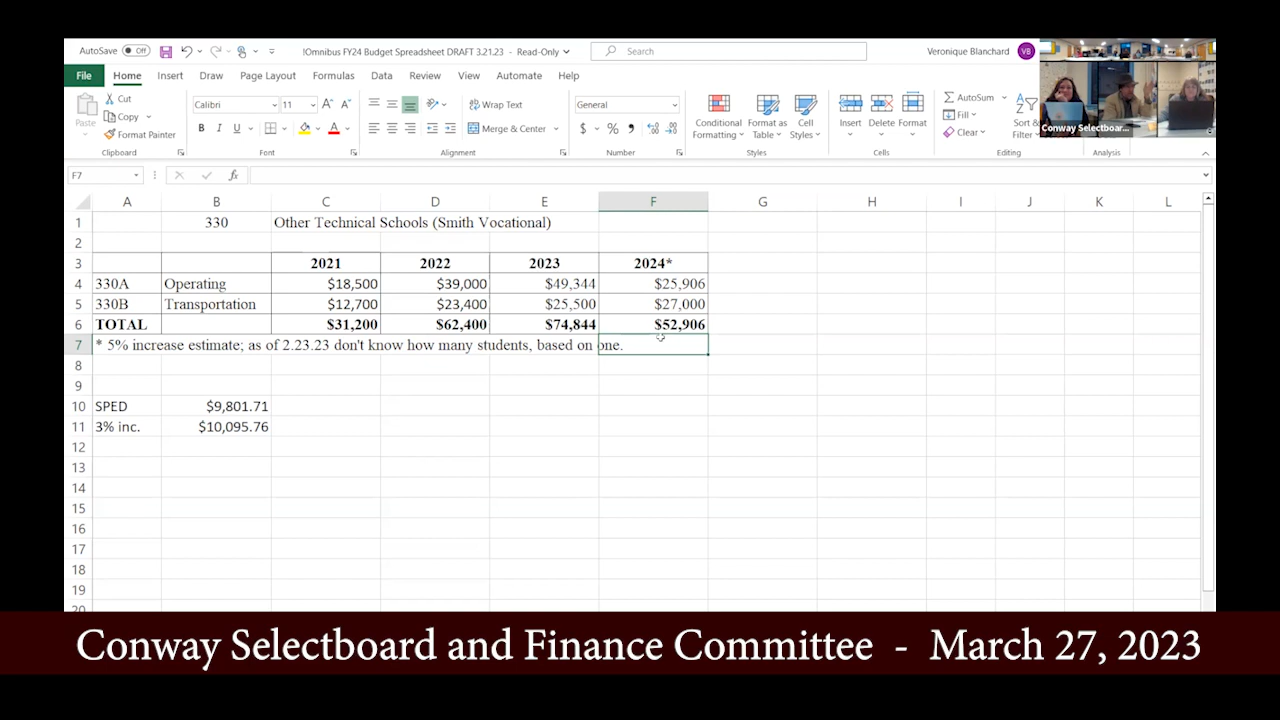 AutoSave Off !Omnibus FY24 Budget Spreadsheet DRAFT 3.21.23 - Read-Only Search Veronique Blanchard VB
File Home Insert Draw Page Layout Formulas Data Review View Automate Help
Paste Cut Copy Format Painter Clipboard
Calibri 11 A A B I U A Font
Wrap Text Merge & Center Alignment
General $ % , Number
Conditional Formatting Format as Table Cell Styles Styles
Insert Delete Format Cells
AutoSum Fill Clear Sort & Filter Editing
Analysis
Conway Selectboar...
F7 fx
A B C D E F G H I J K L
1 330 Other Technical Schools (Smith Vocational)
2
3 2021 2022 2023 2024*
4 330A Operating $18,500 $39,000 $49,344 $25,906
5 330B Transportation $12,700 $23,400 $25,500 $27,000
6 TOTAL $31,200 $62,400 $74,844 $52,906
7 * 5% increase estimate; as of 2.23.23 don't know how many students, based on one.
8
9
10 SPED $9,801.71
11 3% inc. $10,095.76
12
13
14
15
16
17
18
19
20
Conway Selectboard and Finance Committee - March 27, 2023